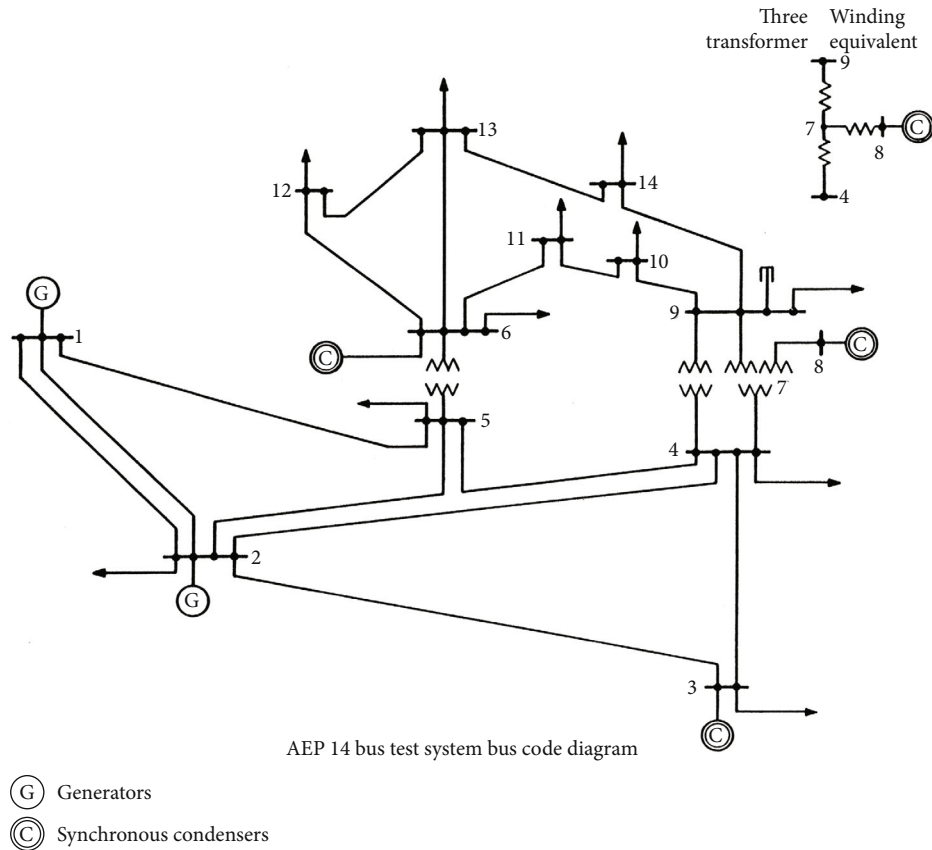 Three Winding
transformer equivalent
9
7
C
8
4
13
12
14
11
10
G
1
9
6
C
8
C
7
5
4
2
G
3
C
AEP 14 bus test system bus code diagram
G Generators
C Synchronous condensers